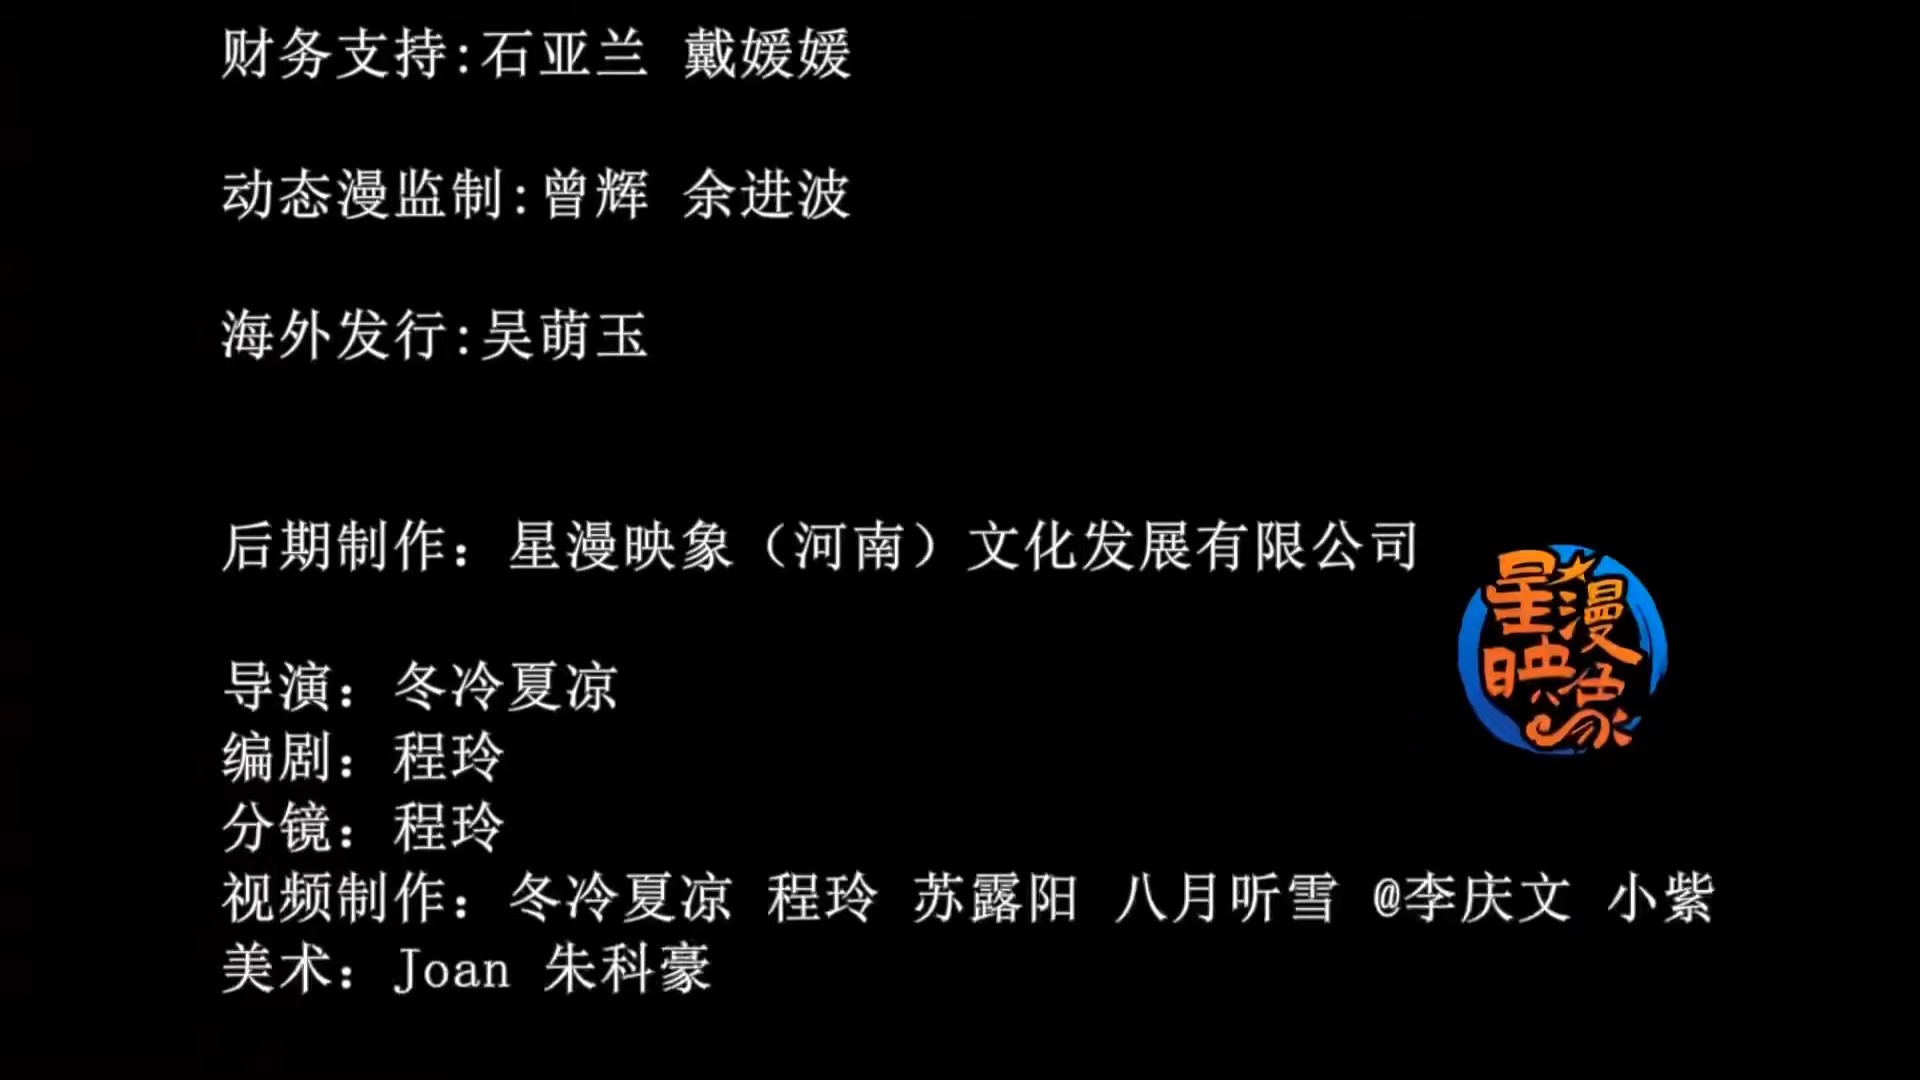 财务支持:石亚兰 戴媛媛
动态漫监制:曾辉 余进波
海外发行:吴萌玉
后期制作：星漫映象（河南）文化发展有限公司
星漫
映象
导演：冬冷夏凉
编剧：程玲
分镜：程玲
视频制作：冬冷夏凉 程玲 苏露阳 八月听雪 @李庆文 小紫
美术：Joan 朱科豪